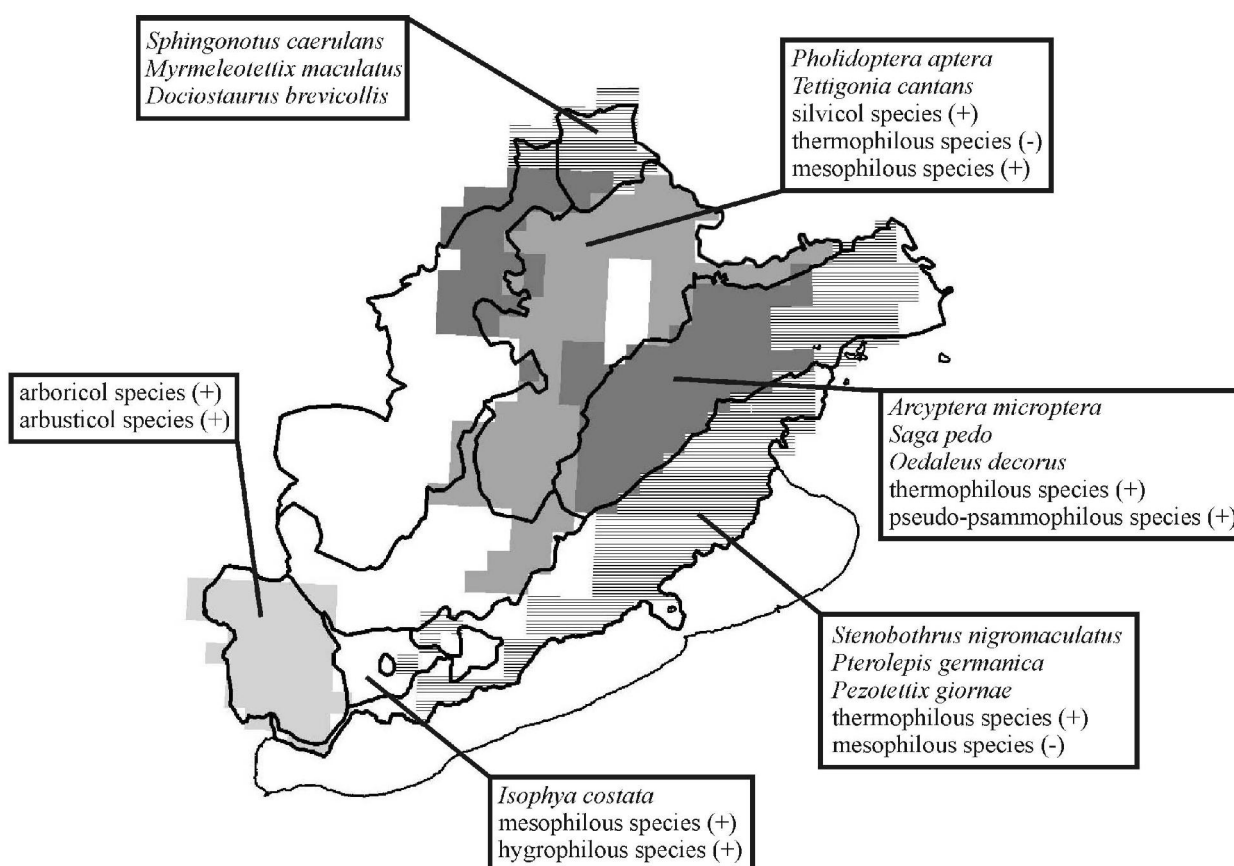 Sphingonotus caerulans
Myrmeleotettix maculatus
Dociostaurus brevicollis
Pholidoptera aptera
Tettigonia cantans
silvicol species (+)
thermophilous species (-)
mesophilous species (+)
arboricol species (+)
arbusticol species (+)
Arcyptera microptera
Saga pedo
Oedaleus decorus
thermophilous species (+)
pseudo-psammophilous species (+)
Stenobothrus nigromaculatus
Pterolepis germanica
Pezotettix giornae
thermophilous species (+)
mesophilous species (-)
Isophya costata
mesophilous species (+)
hygrophilous species (+)